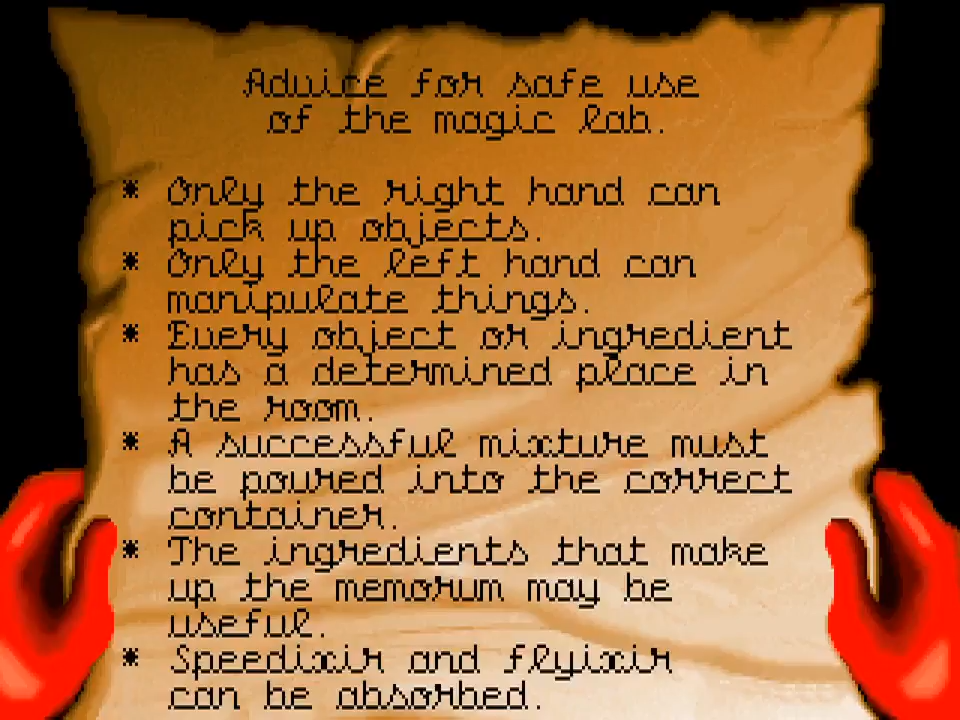 Advice for safe use
of the magic lab.
* Only the right hand can
pick up objects.
* Only the left hand can
manipulate things.
* Every object or ingredient
has a determined place in
the room.
* A successful mixture must
be poured into the correct
container.
* The ingredients that make
up the memorum may be
useful.
* Speedixir and flyixir
can be absorbed.